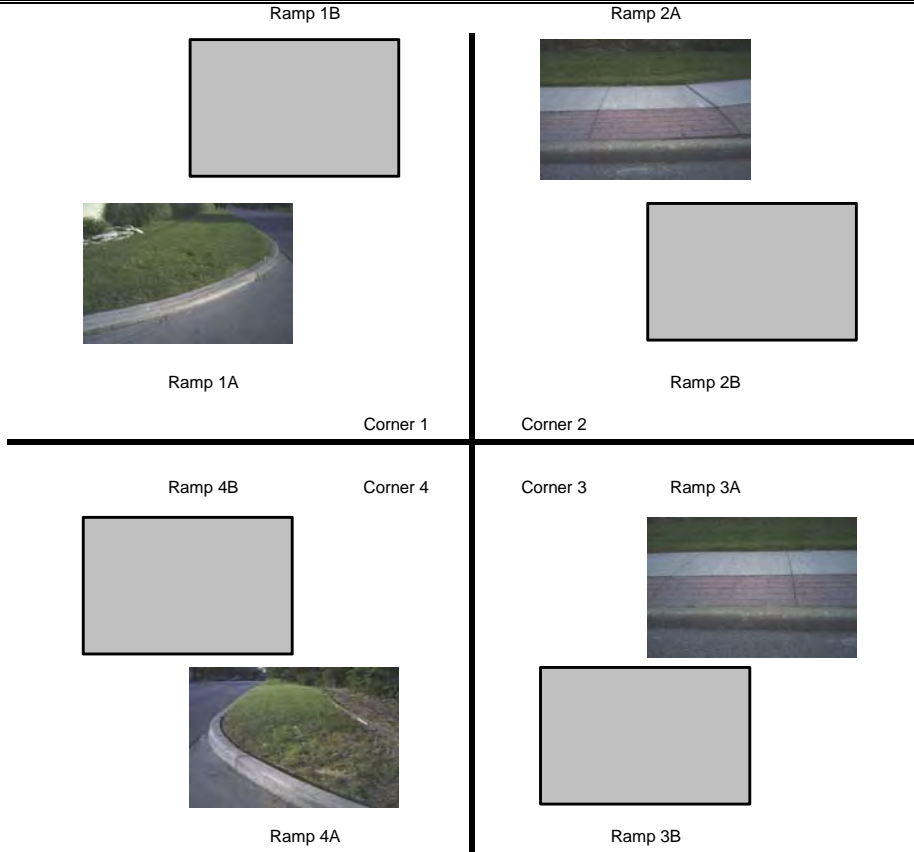 Ramp 1B
Ramp 2A
Ramp 1A
Ramp 2B
Corner 1
Corner 2
Ramp 4B
Corner 4
Corner 3
Ramp 3A
Ramp 4A
Ramp 3B